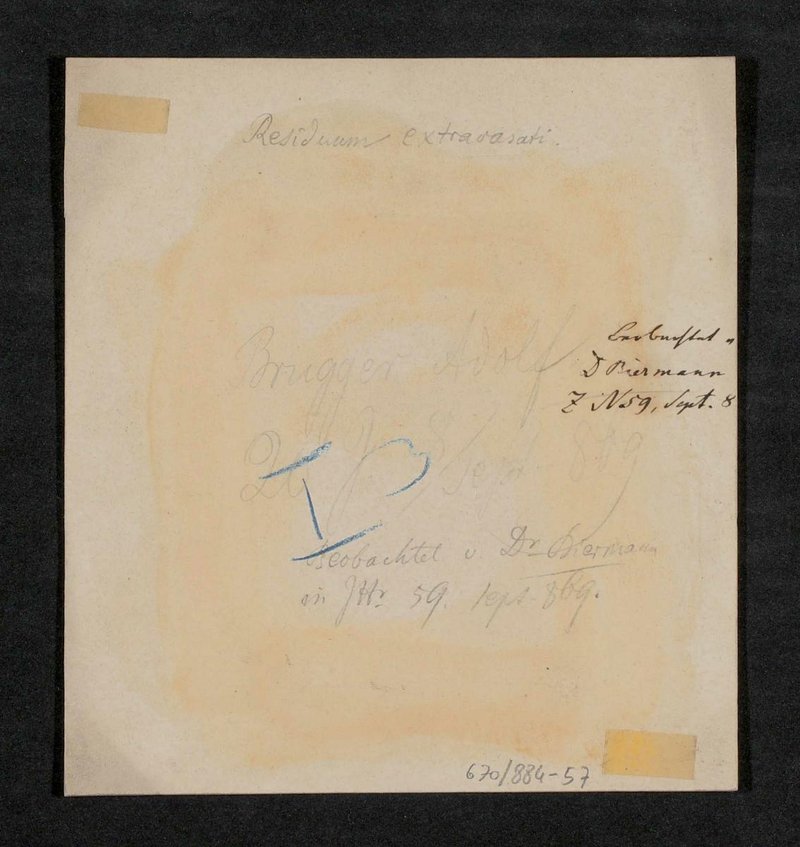 Residuum extravasati.
Brugger Adolf
Beobachtet
D Biermann
Z N 59, Sept. 8
Sept. 869
Beobachtet v. Dr Biermann
in 59. Sept. 869.
670/884-57